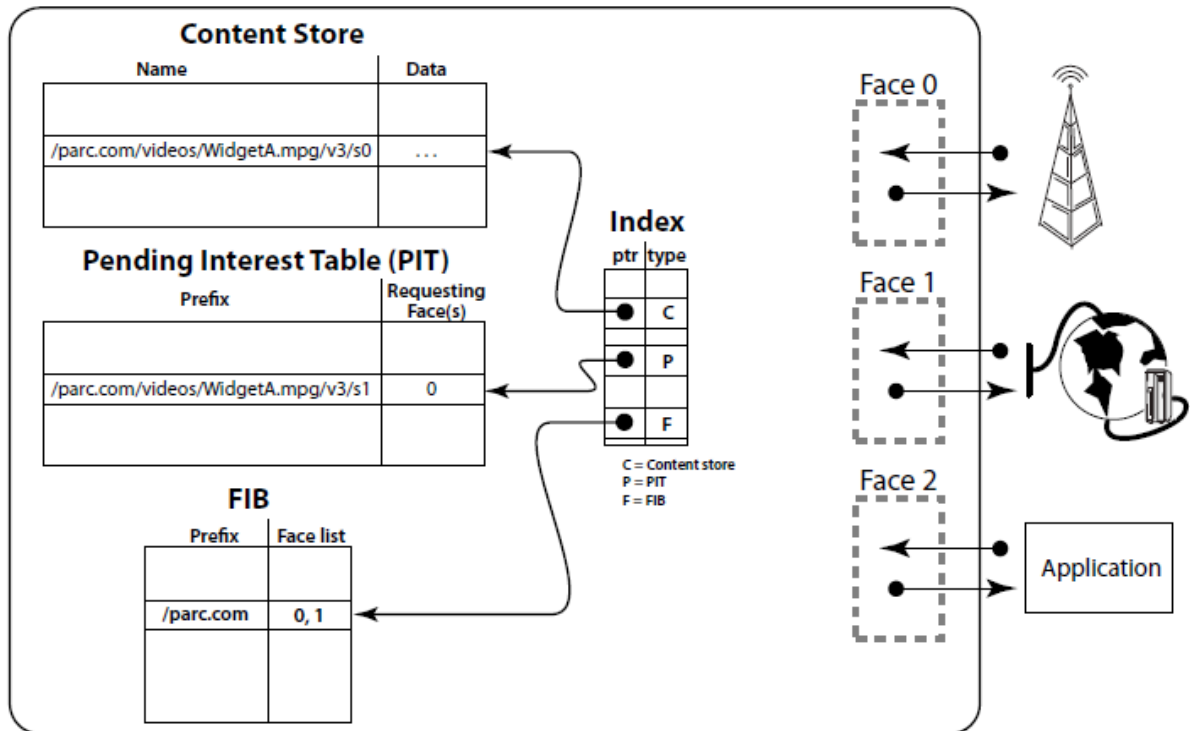 Content Store
Name Data
/parc.com/videos/WidgetA.mpg/v3/s0 ...
Pending Interest Table (PIT)
Prefix Requesting
Face(s)
/parc.com/videos/WidgetA.mpg/v3/s1 0
FIB
Prefix Face list
/parc.com 0, 1
Index
ptr type
C
P
F
C = Content store
P = PIT
F = FIB
Face 0
Face 1
Face 2
Application